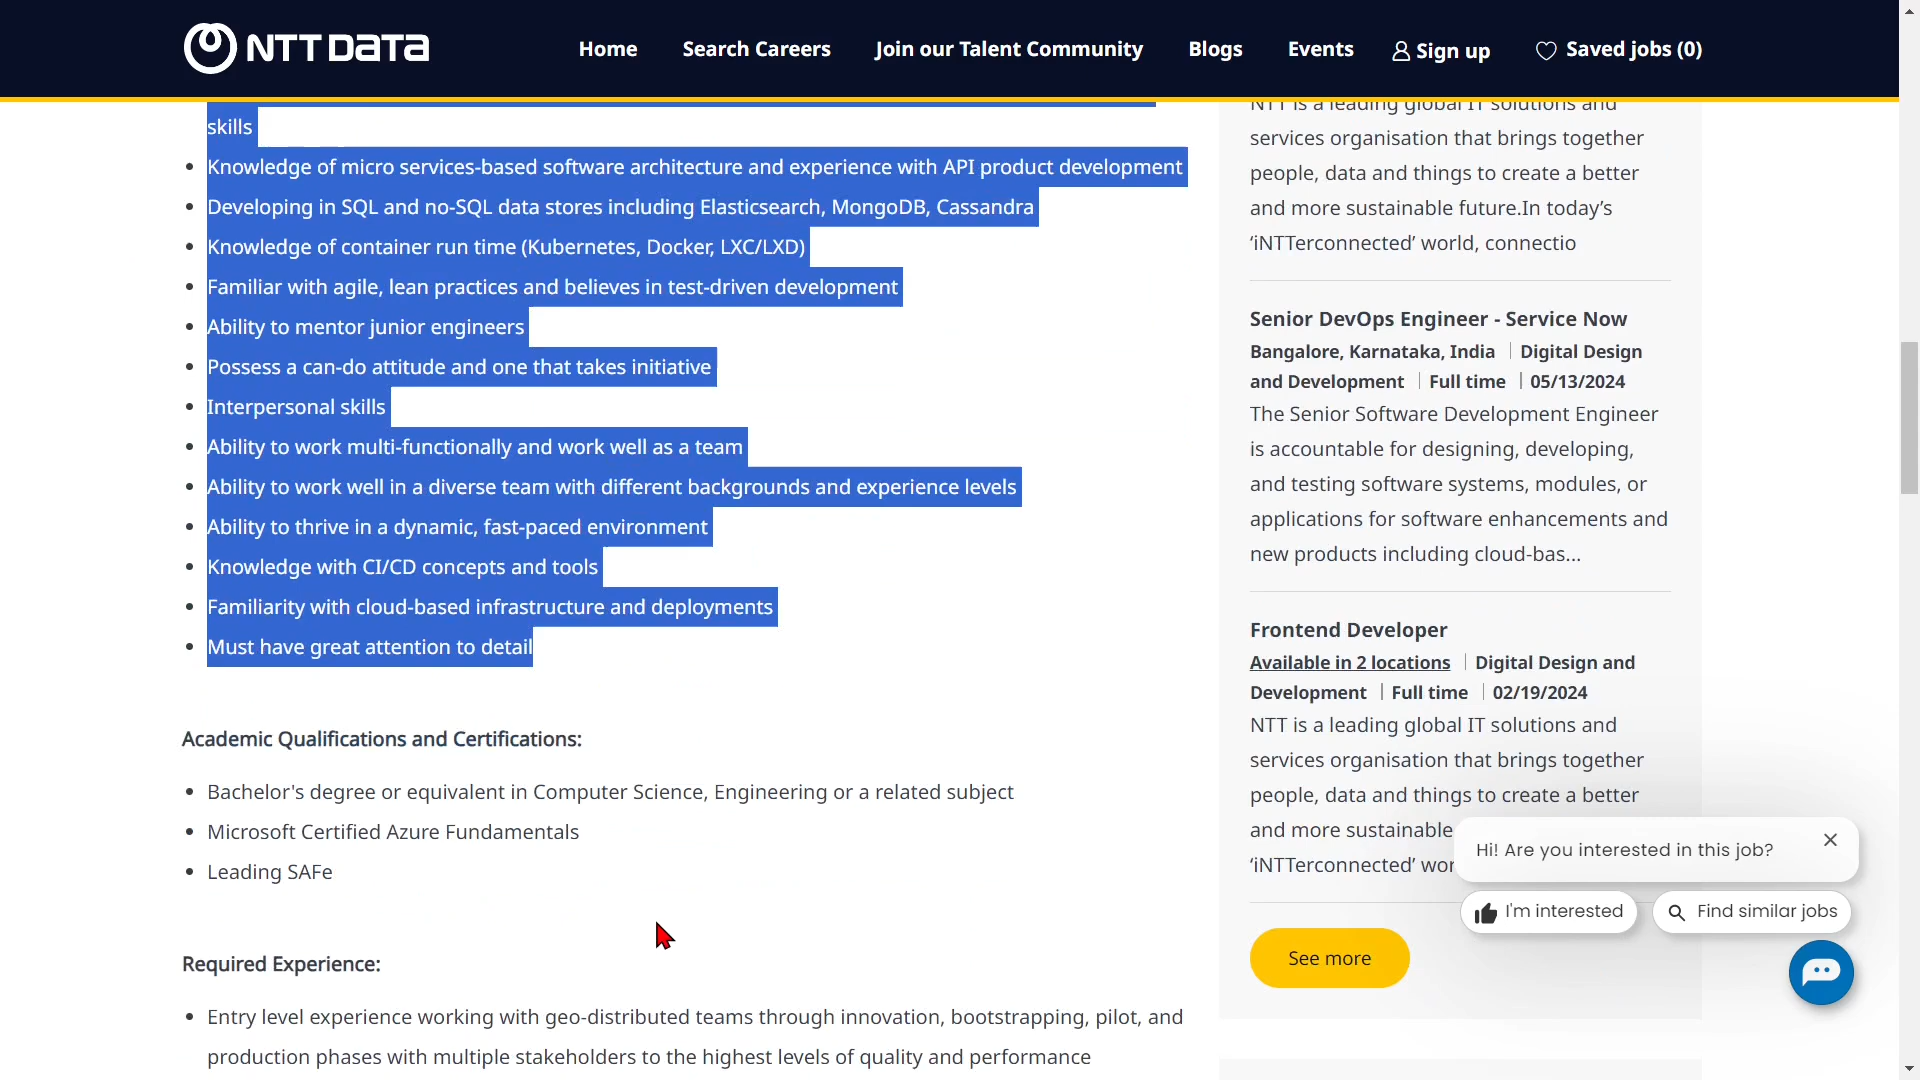 NTT DATA
Home
Search Careers
Join our Talent Community
Blogs
Events
Sign up
Saved jobs (0)
skills
Knowledge of micro services-based software architecture and experience with API product development
Developing in SQL and no-SQL data stores including Elasticsearch, MongoDB, Cassandra
Knowledge of container run time (Kubernetes, Docker, LXC/LXD)
Familiar with agile, lean practices and believes in test-driven development
Ability to mentor junior engineers
Possess a can-do attitude and one that takes initiative
Interpersonal skills
Ability to work multi-functionally and work well as a team
Ability to work well in a diverse team with different backgrounds and experience levels
Ability to thrive in a dynamic, fast-paced environment
Knowledge with CI/CD concepts and tools
Familiarity with cloud-based infrastructure and deployments
Must have great attention to detail
Academic Qualifications and Certifications:
Bachelor's degree or equivalent in Computer Science, Engineering or a related subject
Microsoft Certified Azure Fundamentals
Leading SAFe
Required Experience:
Entry level experience working with geo-distributed teams through innovation, bootstrapping, pilot, and
production phases with multiple stakeholders to the highest levels of quality and performance
NTT is a leading global IT solutions and
services organisation that brings together
people, data and things to create a better
and more sustainable future.In today’s
‘iNTTerconnected’ world, connectio
Senior DevOps Engineer - Service Now
Bangalore, Karnataka, India | Digital Design
and Development | Full time | 05/13/2024
The Senior Software Development Engineer
is accountable for designing, developing,
and testing software systems, modules, or
applications for software enhancements and
new products including cloud-bas...
Frontend Developer
Available in 2 locations | Digital Design and
Development | Full time | 02/19/2024
NTT is a leading global IT solutions and
services organisation that brings together
people, data and things to create a better
and more sustainable
‘iNTTerconnected’ wor
Hi! Are you interested in this job?
I'm interested
Find similar jobs
See more